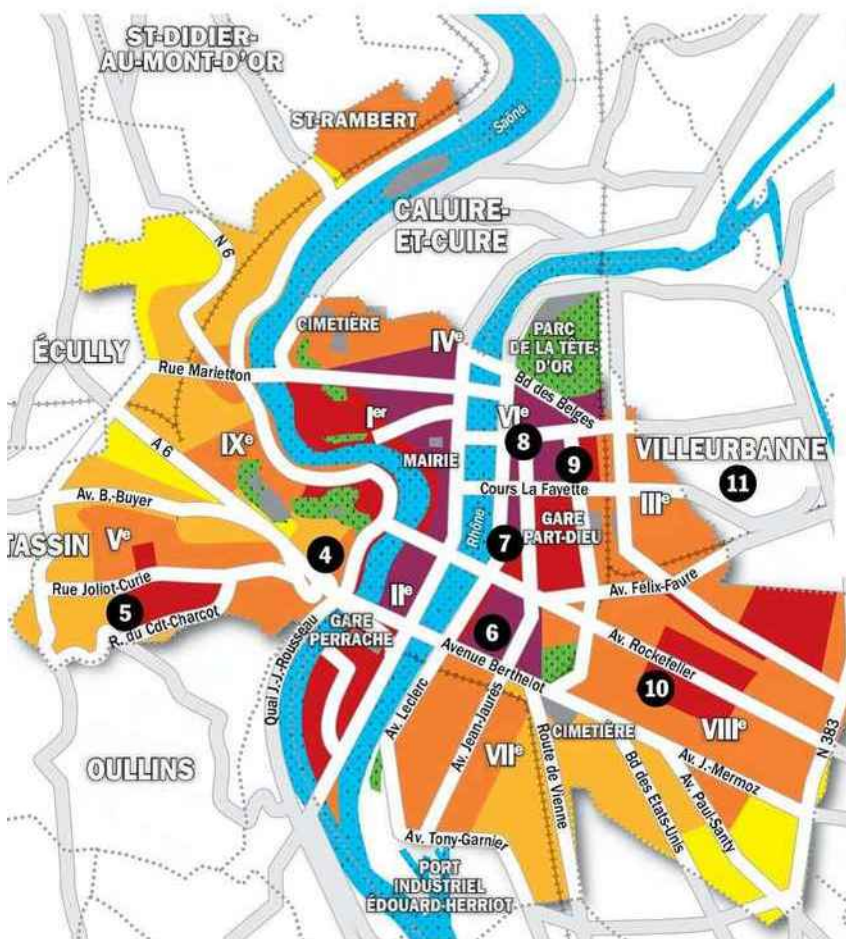 ST-DIDIER-
AU-MONT-D'OR
ST-RAMBERT
Saône
CALUIRE-
ET-CUIRE
N 6
CIMETIÈRE
IVe
PARC
DE LA TÊTE-
D'OR
ÉCULLY
Rue Marietton
Bd des Belges
Ier
VIe
IXe
A 6
MAIRIE
8
9
VILLEURBANNE
11
Cours La Fayette
IIIe
Av. B.-Buyer
Rhône
GARE
PART-DIEU
7
TASSIN
Ve
4
Rue Joliot-Curie
IIe
Av. Félix-Faure
5
R. du Cdt-Charcot
GARE
PERRACHE
6
Av. Rockefeller
Quai J.-J.-Rousseau
Avenue Berthelot
10
Av. Leclerc
Av. Jean-Jaurès
CIMETIÈRE
VIIIe
N 383
OULLINS
VIIe
Route de Vienne
Av. J.-Mermoz
Bd des Etats-Unis
Av. Paul-Santy
Av. Tony-Garnier
PORT
INDUSTRIEL
ÉDOUARD-HERRIOT